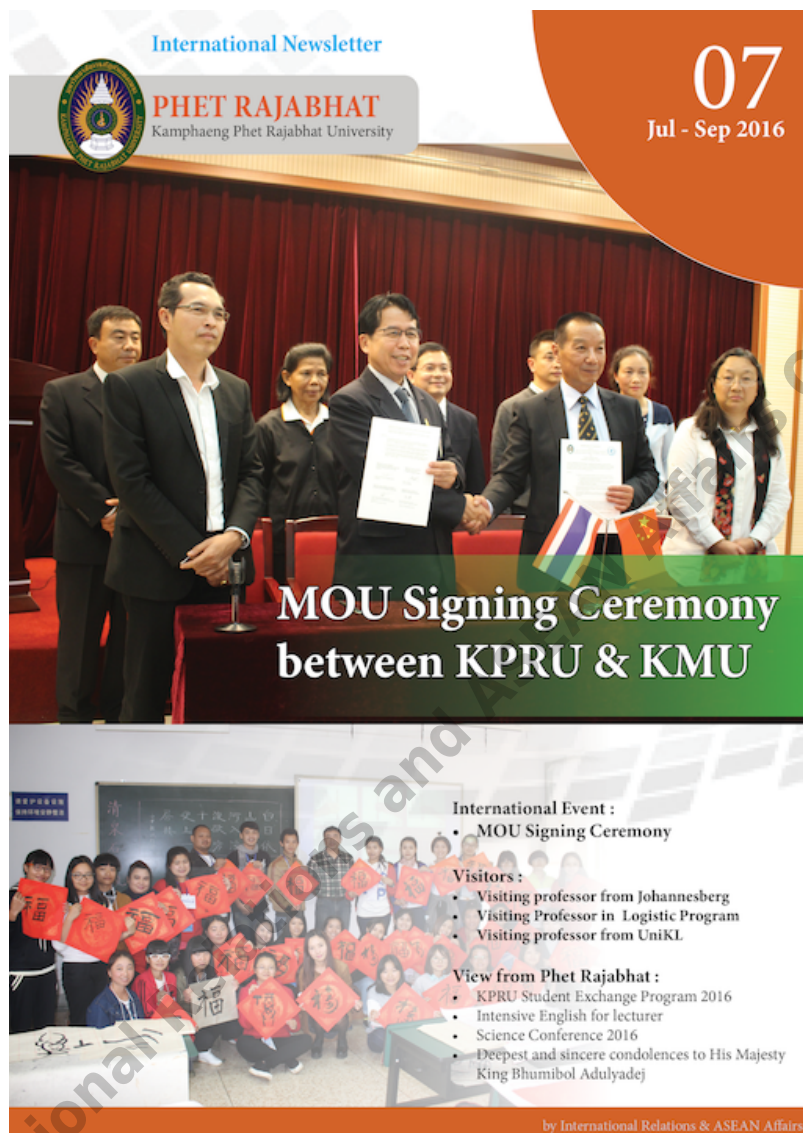 International Newsletter
PHET RAJABHAT
Kamphaeng Phet Rajabhat University
07
Jul - Sep 2016
MOU Signing Ceremony
between KPRU & KMU
International Event :
• MOU Signing Ceremony
Visitors :
• Visiting professor from Johannesberg
• Visiting Professor in Logistic Program
• Visiting professor from UniKL
View from Phet Rajabhat :
• KPRU Student Exchange Program 2016
• Intensive English for lecturer
• Science Conference 2016
• Deepest and sincere condolences to His Majesty
King Bhumibol Adulyadej
福
by International Relations & ASEAN Affairs